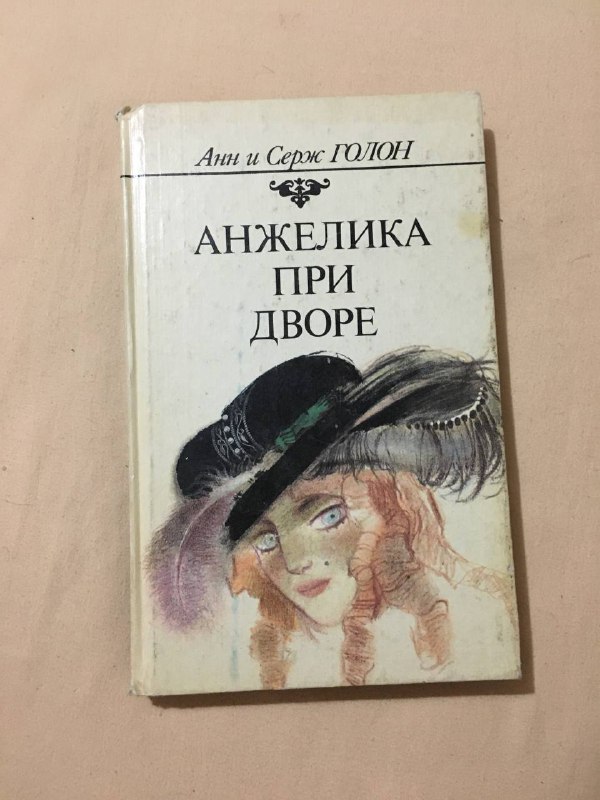 Анн и Серж ГОЛОН
АНЖЕЛИКА
ПРИ
ДВОРЕ